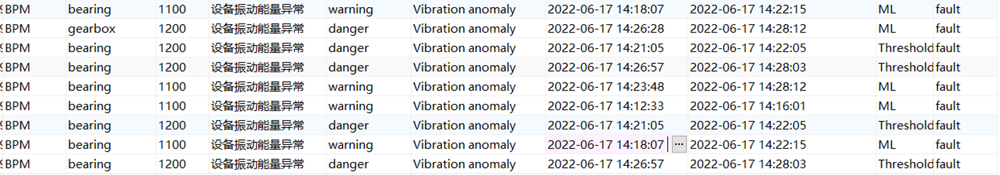 BPM bearing 1100 设备振动能量异常 warning Vibration anomaly 2022-06-17 14:18:07 2022-06-17 14:22:15 ML fault
BPM gearbox 1200 设备振动能量异常 danger Vibration anomaly 2022-06-17 14:26:28 2022-06-17 14:28:12 ML fault
BPM bearing 1200 设备振动能量异常 danger Vibration anomaly 2022-06-17 14:21:05 2022-06-17 14:22:05 Threshold fault
BPM bearing 1200 设备振动能量异常 danger Vibration anomaly 2022-06-17 14:26:57 2022-06-17 14:28:03 Threshold fault
BPM bearing 1100 设备振动能量异常 warning Vibration anomaly 2022-06-17 14:23:48 2022-06-17 14:28:12 ML fault
BPM bearing 1100 设备振动能量异常 warning Vibration anomaly 2022-06-17 14:12:33 2022-06-17 14:16:01 ML fault
BPM bearing 1200 设备振动能量异常 danger Vibration anomaly 2022-06-17 14:21:05 2022-06-17 14:22:05 Threshold fault
BPM bearing 1100 设备振动能量异常 warning Vibration anomaly 2022-06-17 14:18:07 ... 2022-06-17 14:22:15 ML fault
BPM bearing 1200 设备振动能量异常 danger Vibration anomaly 2022-06-17 14:26:57 2022-06-17 14:28:03 Threshold fault